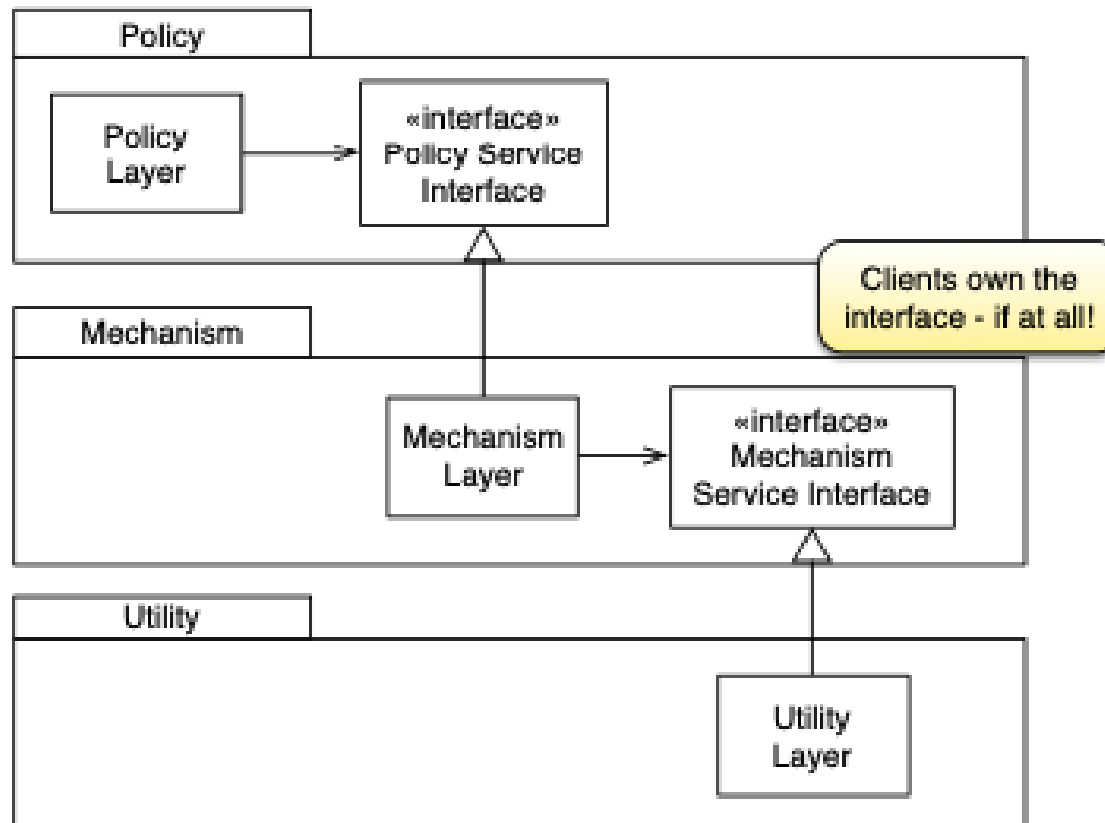 Policy
Policy
Layer
«interface»
Policy Service
Interface
Clients own the
interface - if at all!
Mechanism
Mechanism
Layer
«interface»
Mechanism
Service Interface
Utility
Utility
Layer